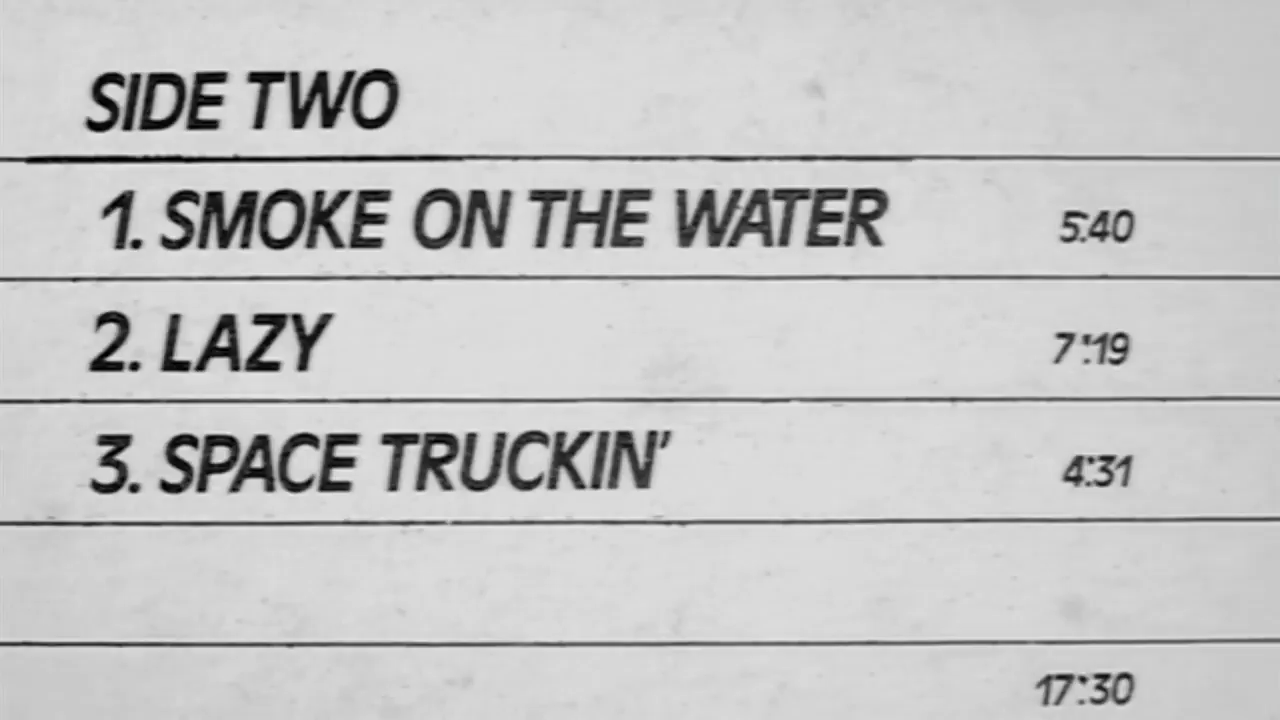 SIDE TWO
1. SMOKE ON THE WATER 5:40
2. LAZY 7:19
3. SPACE TRUCKIN' 4:31
17:30